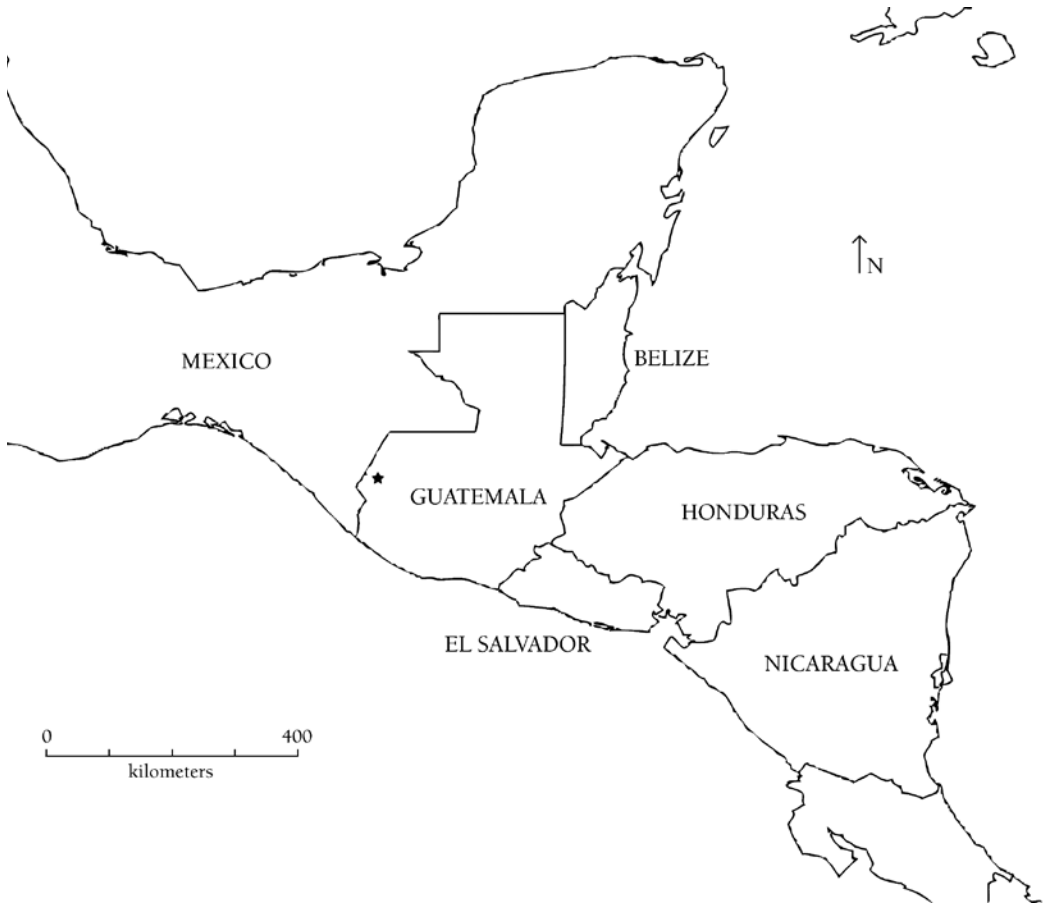 N
MEXICO
BELIZE
GUATEMALA
HONDURAS
EL SALVADOR
NICARAGUA
0 400
kilometers